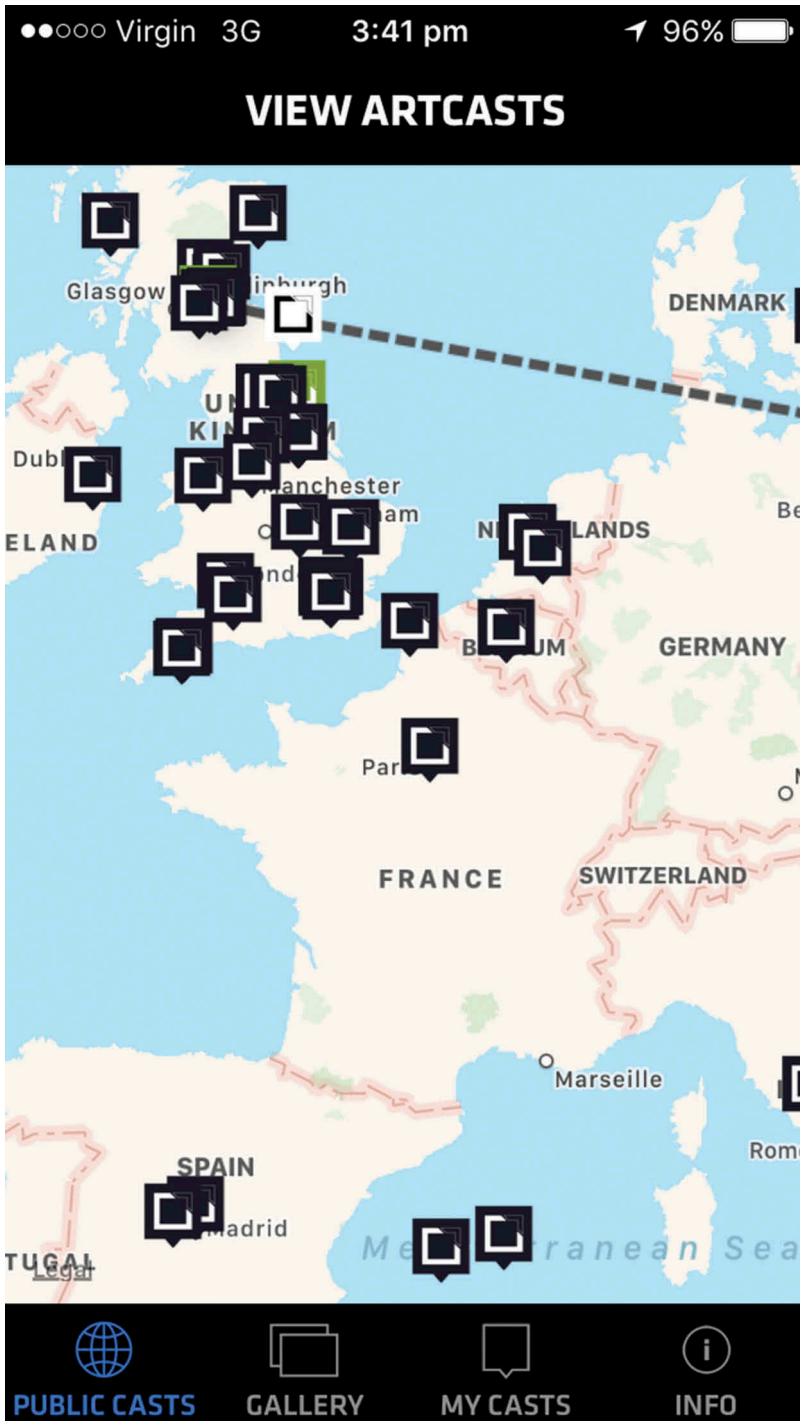 Virgin 3G 3:41 pm 96%
VIEW ARTCASTS
Glasgow
DENMARK
Manchester
ELAND
GERMANY
FRANCE
SWITZERLAND
Marseille
SPAIN
Madrid
TUGAL
Legal
PUBLIC CASTS GALLERY MY CASTS INFO